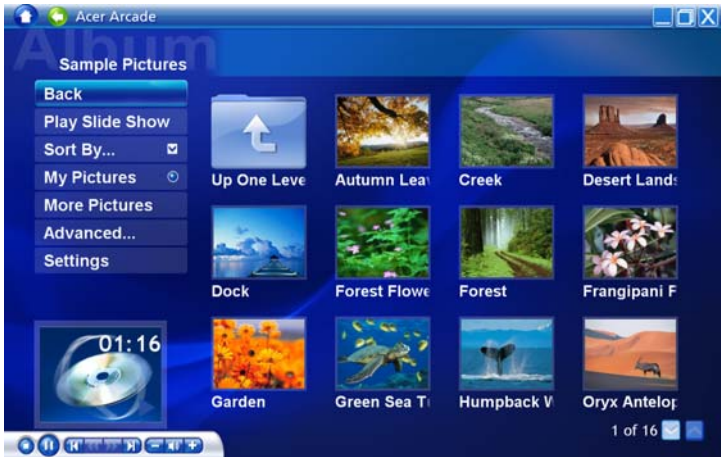 Acer Arcade
Album
Sample Pictures
Back
Play Slide Show
Sort By...
My Pictures
More Pictures
Advanced...
Settings
Up One Leve
Autumn Lea
Creek
Desert Lands
Dock
Forest Flowe
Forest
Frangipani F
Garden
Green Sea T
Humpback W
Oryx Antelop
01:16
1 of 16